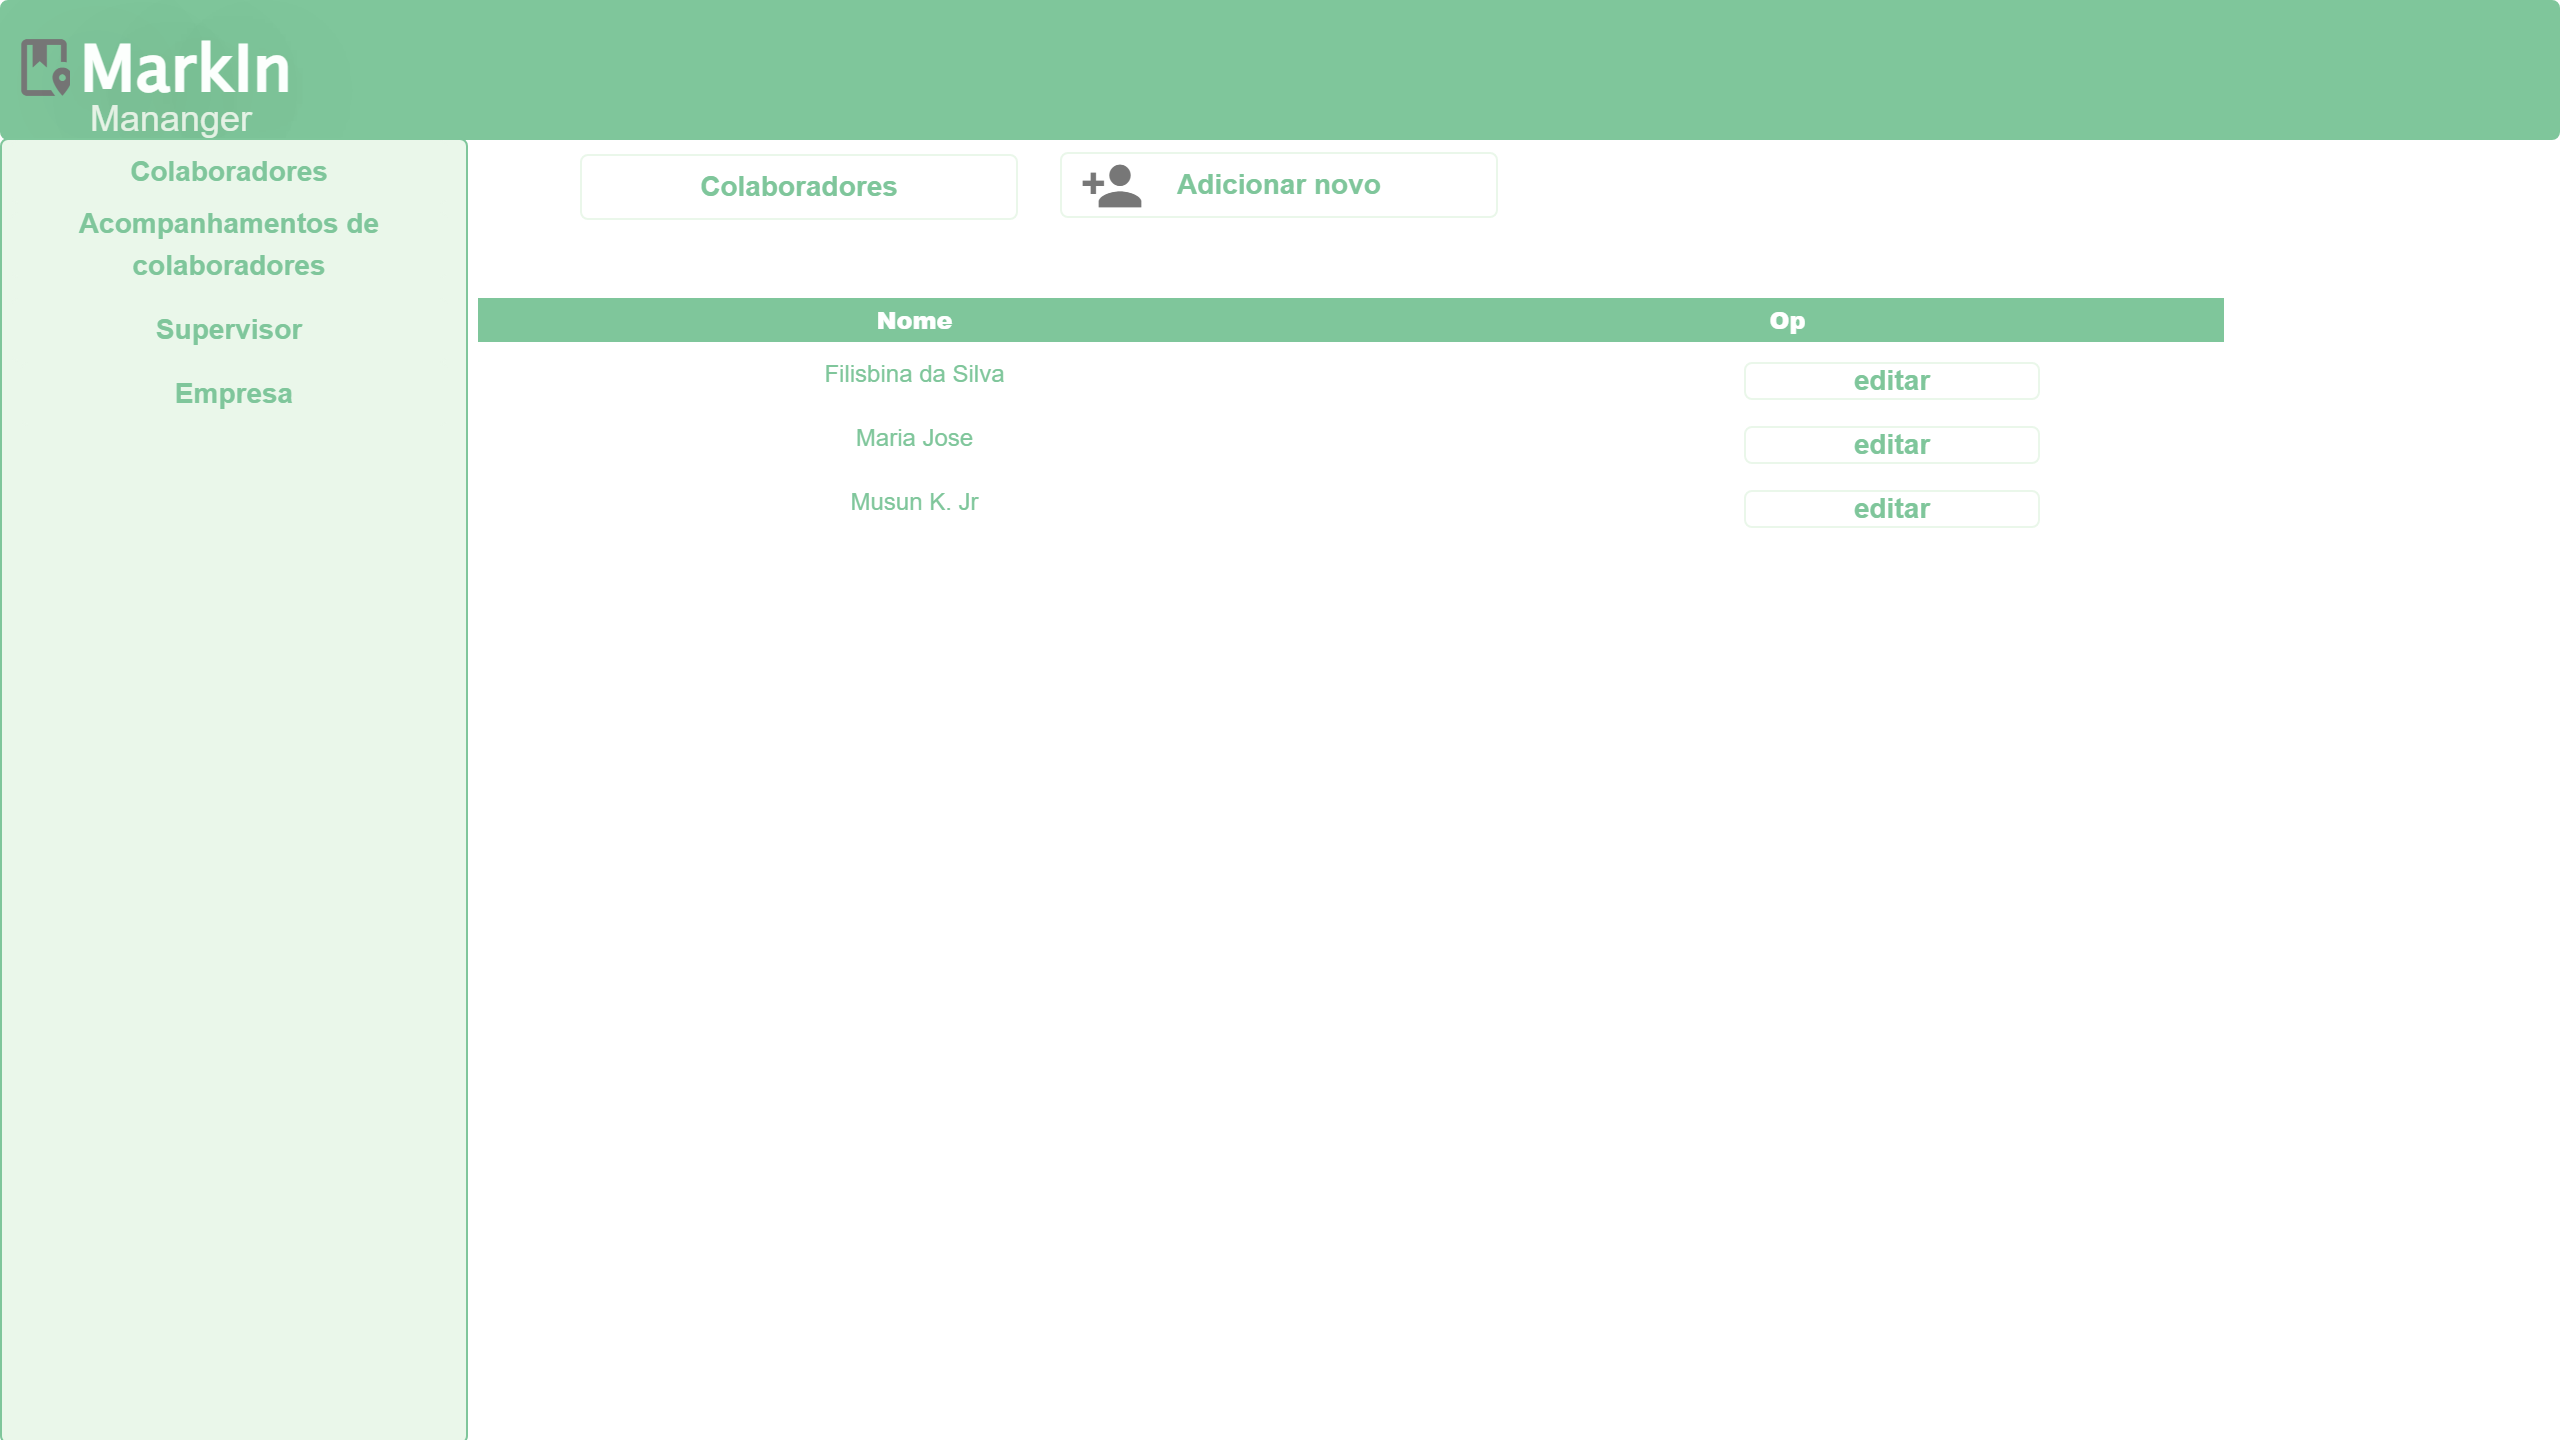 MarkIn
Mananger
Colaboradores
Acompanhamentos de
colaboradores
Supervisor
Empresa
Colaboradores
Adicionar novo
Nome Op
Filisbina da Silva editar
Maria Jose editar
Musun K. Jr editar